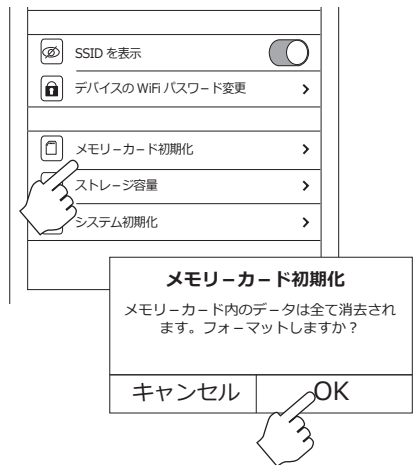 SSID を表示
デバイスの WiFi パスワード変更
メモリーカード初期化
ストレージ容量
システム初期化
メモリーカード初期化
メモリーカード内のデータは全て消去され
ます。フォーマットしますか？
キャンセル
OK